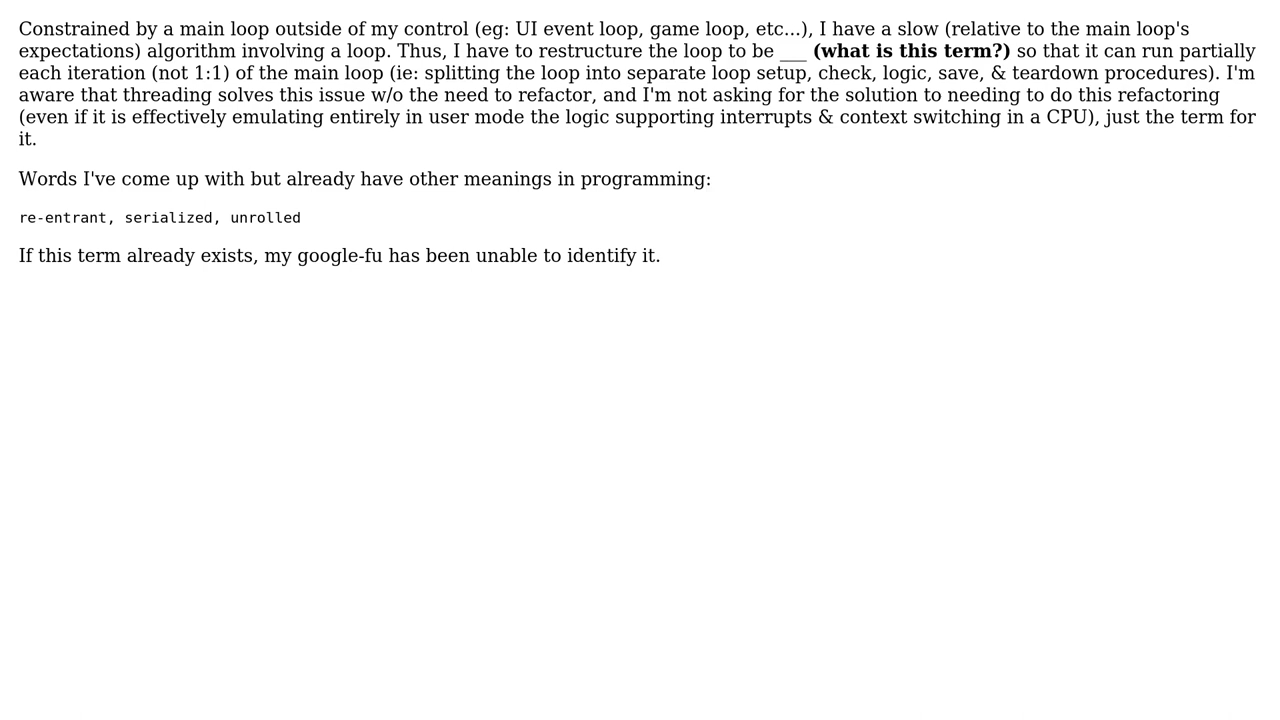 Constrained by a main loop outside of my control (eg: UI event loop, game loop, etc...), I have a slow (relative to the main loop's
expectations) algorithm involving a loop. Thus, I have to restructure the loop to be ___ (what is this term?) so that it can run partially
each iteration (not 1:1) of the main loop (ie: splitting the loop into separate loop setup, check, logic, save, & teardown procedures). I'm
aware that threading solves this issue w/o the need to refactor, and I'm not asking for the solution to needing to do this refactoring
(even if it is effectively emulating entirely in user mode the logic supporting interrupts & context switching in a CPU), just the term for
it.
Words I've come up with but already have other meanings in programming:
re-entrant, serialized, unrolled
If this term already exists, my google-fu has been unable to identify it.